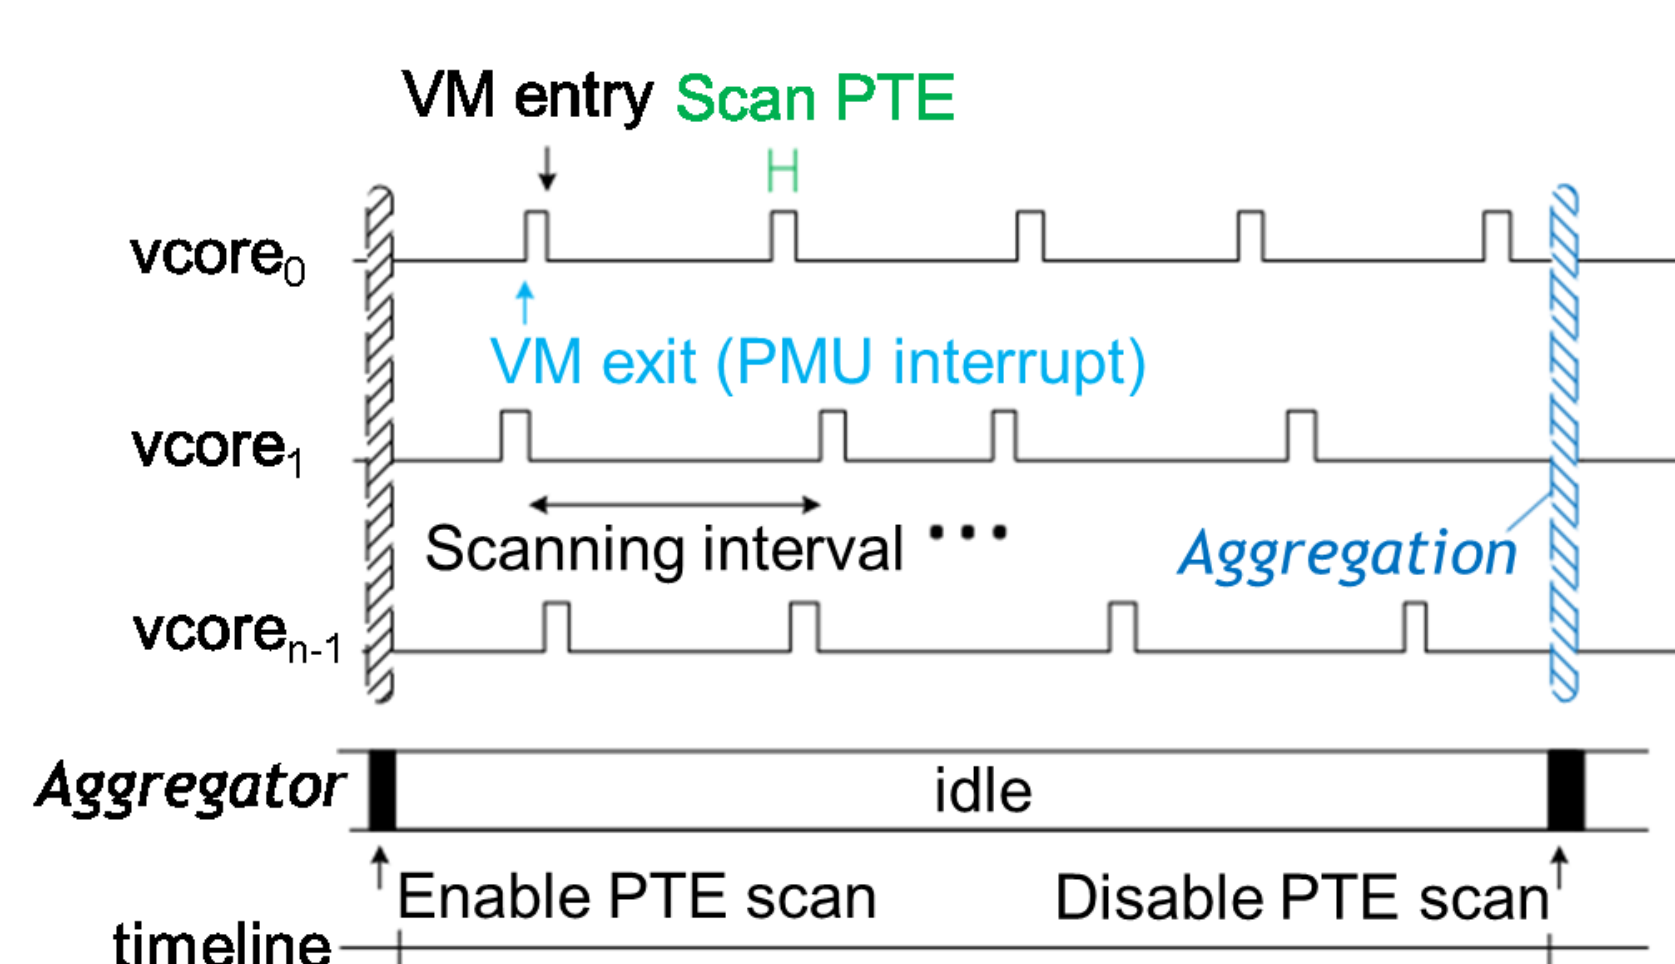 VM entry Scan PTE
vcore0
VM exit (PMU interrupt)
vcore1
Scanning interval ...
Aggregation
vcoren-1
Aggregator idle
Enable PTE scan Disable PTE scan
timeline